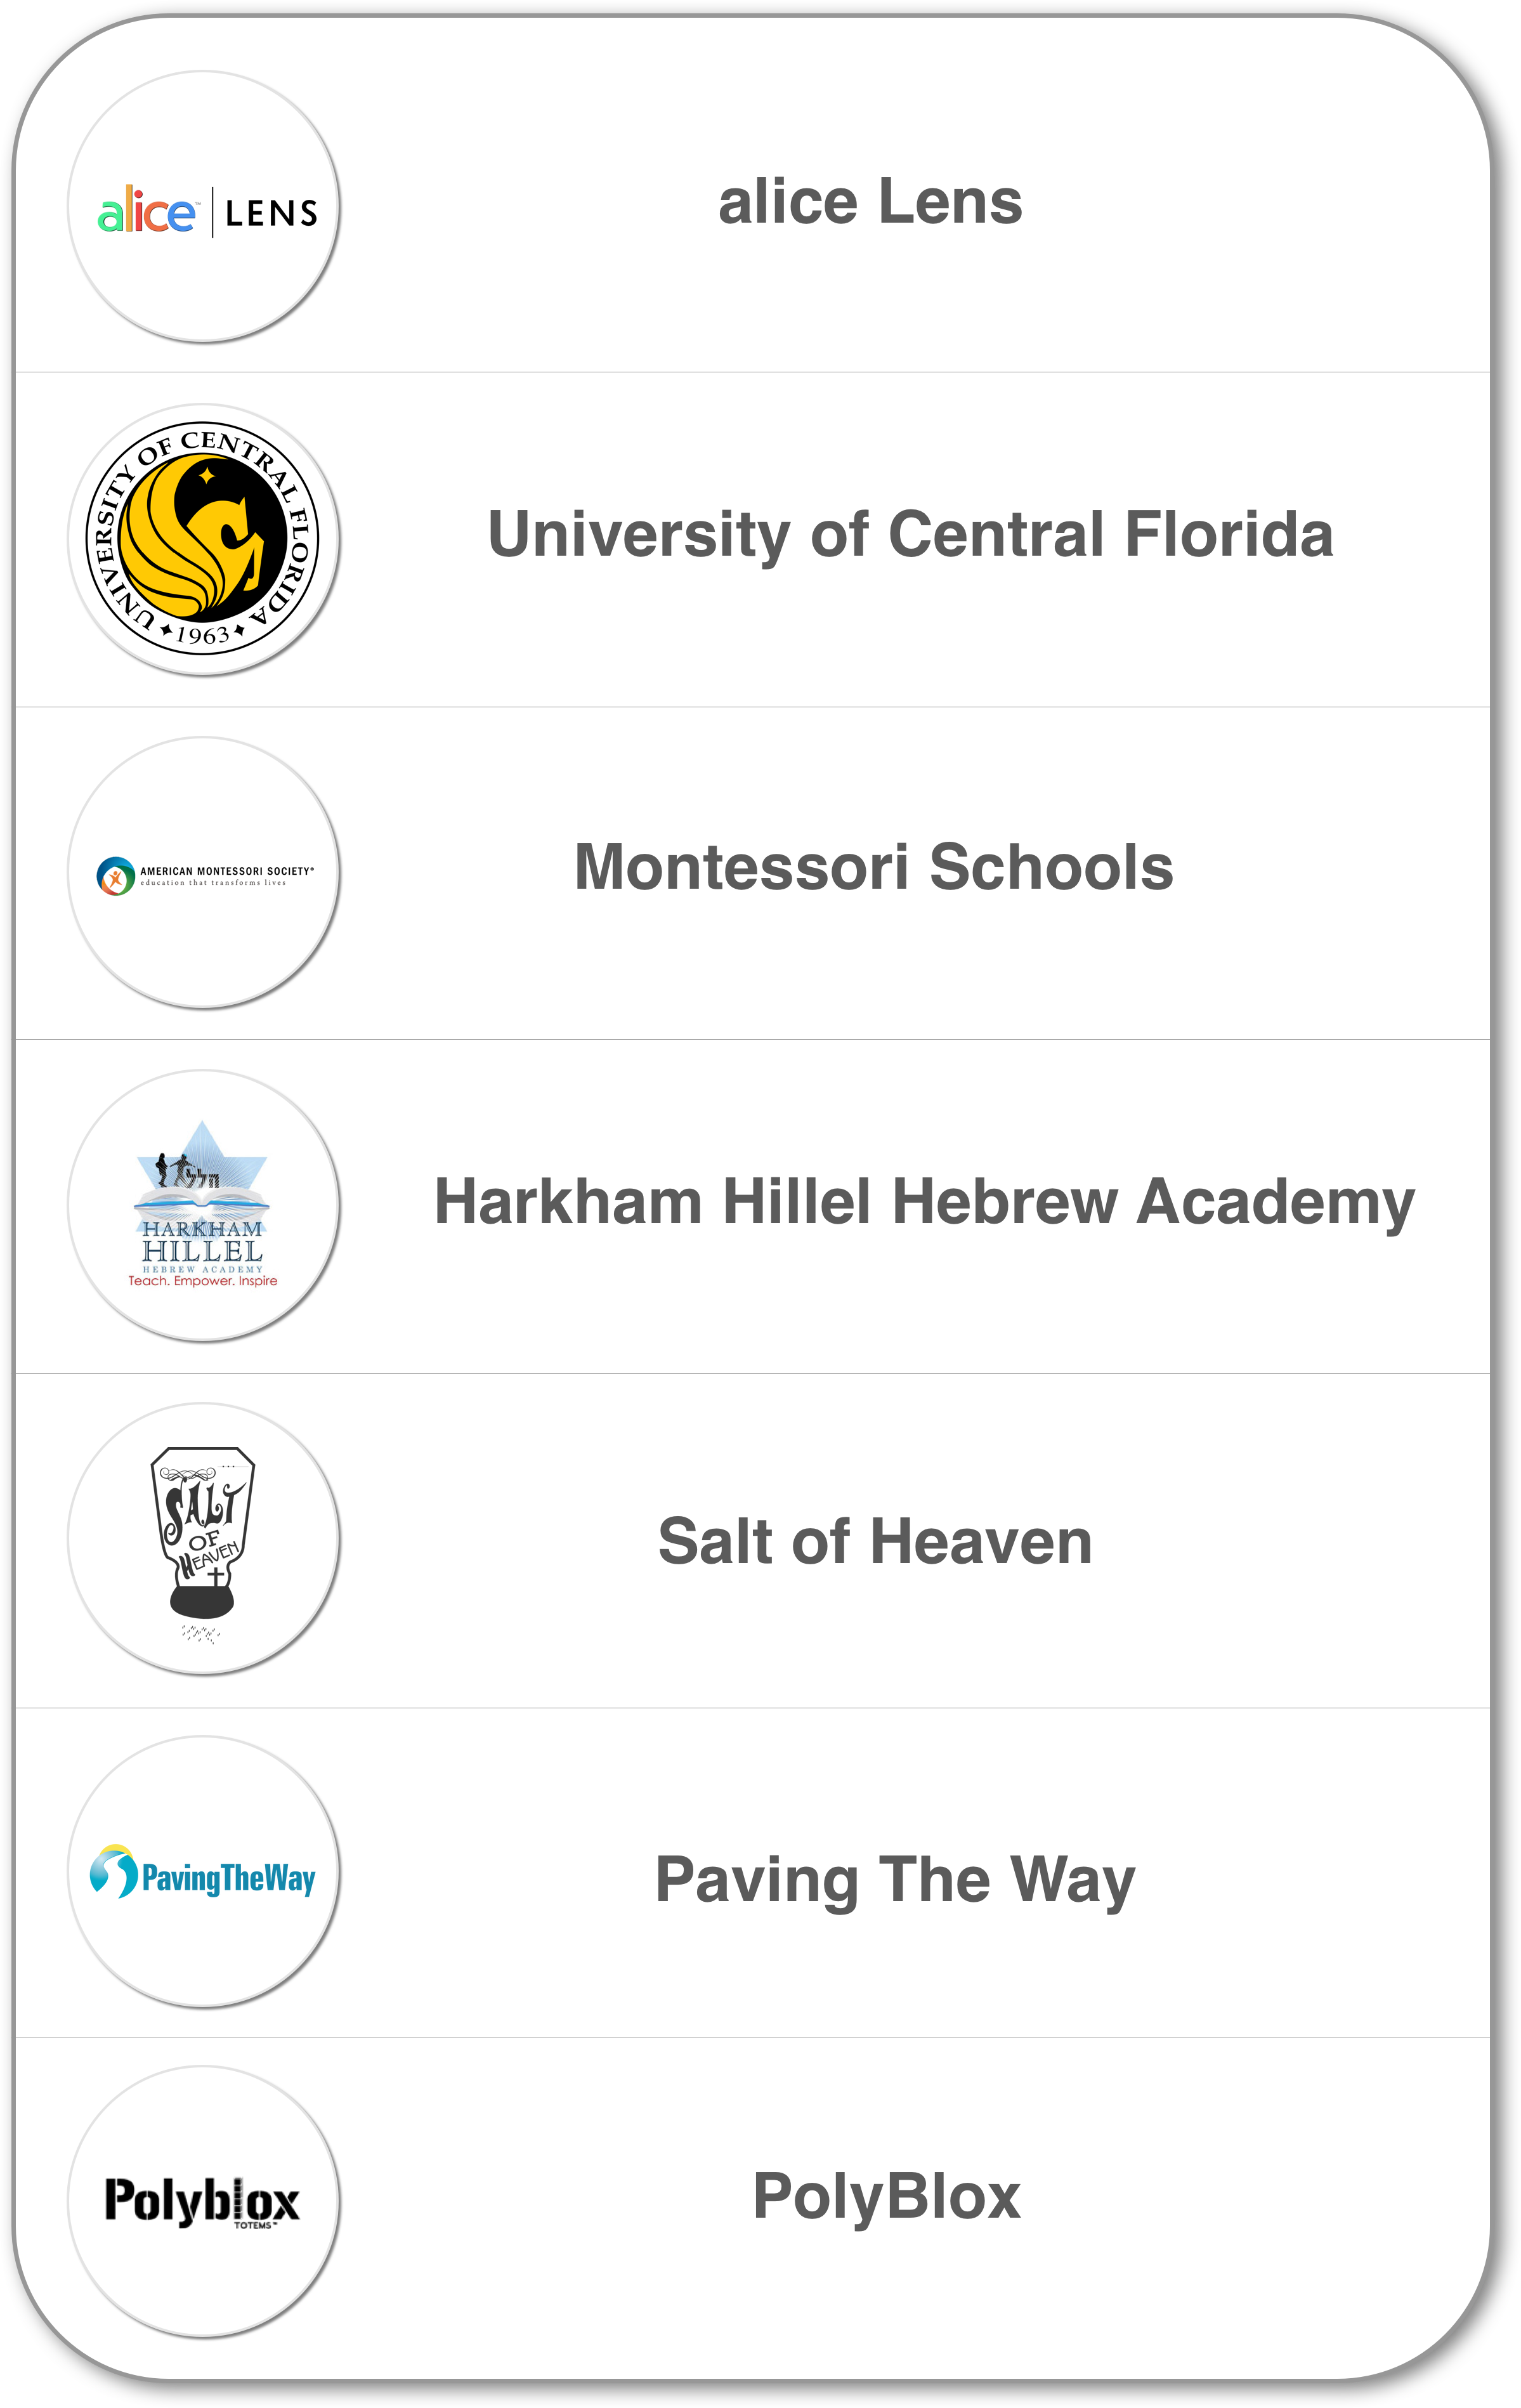 alice™ | LENS
alice Lens
UNIVERSITY OF CENTRAL FLORIDA
1963
University of Central Florida
AMERICAN MONTESSORI SOCIETY®
education that transforms lives
Montessori Schools
הלל
HARKHAM
HILLEL
HEBREW ACADEMY
Teach. Empower. Inspire
Harkham Hillel Hebrew Academy
SALT
OF
HEAVEN
Salt of Heaven
PavingTheWay
Paving The Way
Polyblox
TOTEMS™
PolyBlox